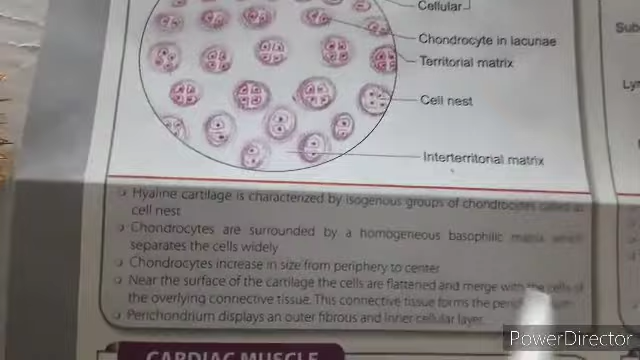 Cellular
Chondrocyte in lacunae
Territorial matrix
Cell nest
Interterritorial matrix
Hyaline cartilage is characterized by isogenous groups of chondrocytes called as
cell nest
Chondrocytes are surrounded by a homogeneous basophilic matrix which
separates the cells widely
Chondrocytes increase in size from periphery to center
Near the surface of the cartilage the cells are flattened and merge with the cells of
the overlying connective tissue. This connective tissue forms the
Perichondrium displays an outer fibrous and inner cellular layer.
CARDIAC MUSCLE
PowerDirector